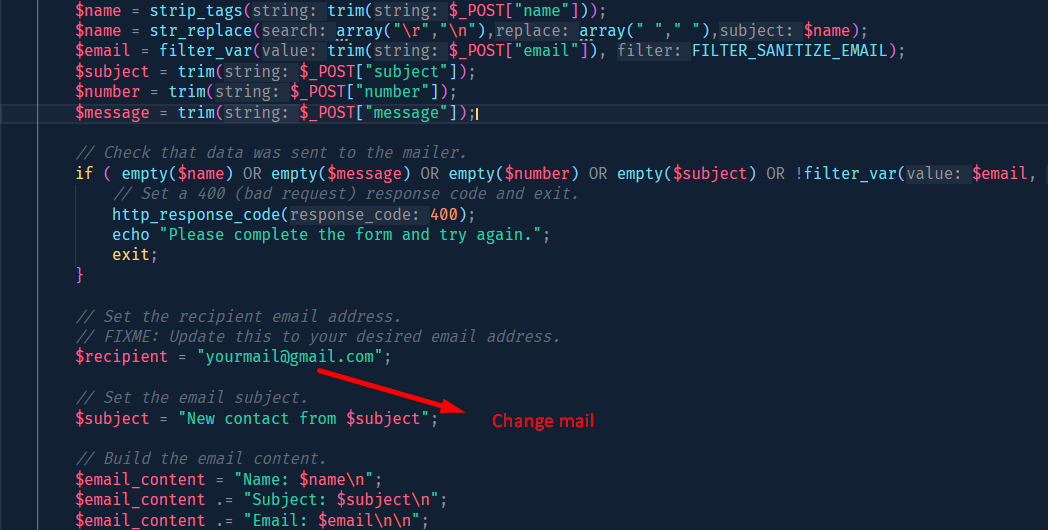 $name = strip_tags(string: trim(string: $_POST["name"]));
$name = str_replace(search: array("\r","\n"),replace: array(" "," "),subject: $name);
$email = filter_var(value: trim(string: $_POST["email"]), filter: FILTER_SANITIZE_EMAIL);
$subject = trim(string: $_POST["subject"]);
$number = trim(string: $_POST["number"]);
$message = trim(string: $_POST["message"]);
// Check that data was sent to the mailer.
if ( empty($name) OR empty($message) OR empty($number) OR empty($subject) OR !filter_var(value: $email,
// Set a 400 (bad request) response code and exit.
http_response_code(response_code: 400);
echo "Please complete the form and try again.";
exit;
}
// Set the recipient email address.
// FIXME: Update this to your desired email address.
$recipient = "yourmail@gmail.com";
// Set the email subject.
$subject = "New contact from $subject";
Change mail
// Build the email content.
$email_content = "Name: $name\n";
$email_content .= "Subject: $subject\n";
$email_content .= "Email: $email\n\n";